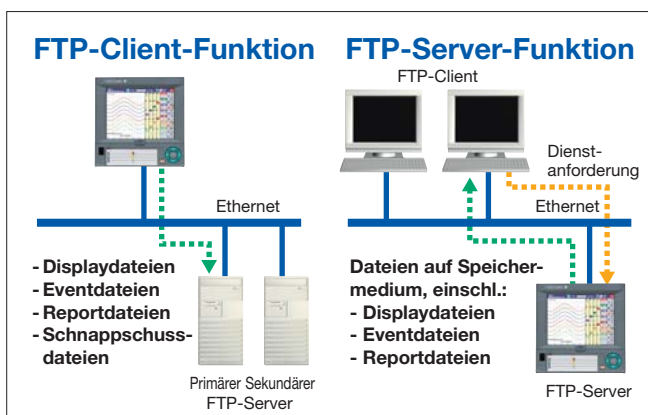 FTP-Client-Funktion
Ethernet
- Displaydateien
- Eventdateien
- Reportdateien
- Schnappschuss-
dateien
Primärer Sekundärer
FTP-Server
FTP-Server-Funktion
FTP-Client
Dienst-
anforderung
Ethernet
Dateien auf Speicher-
medium, einschl.:
- Displaydateien
- Eventdateien
- Reportdateien
FTP-Server